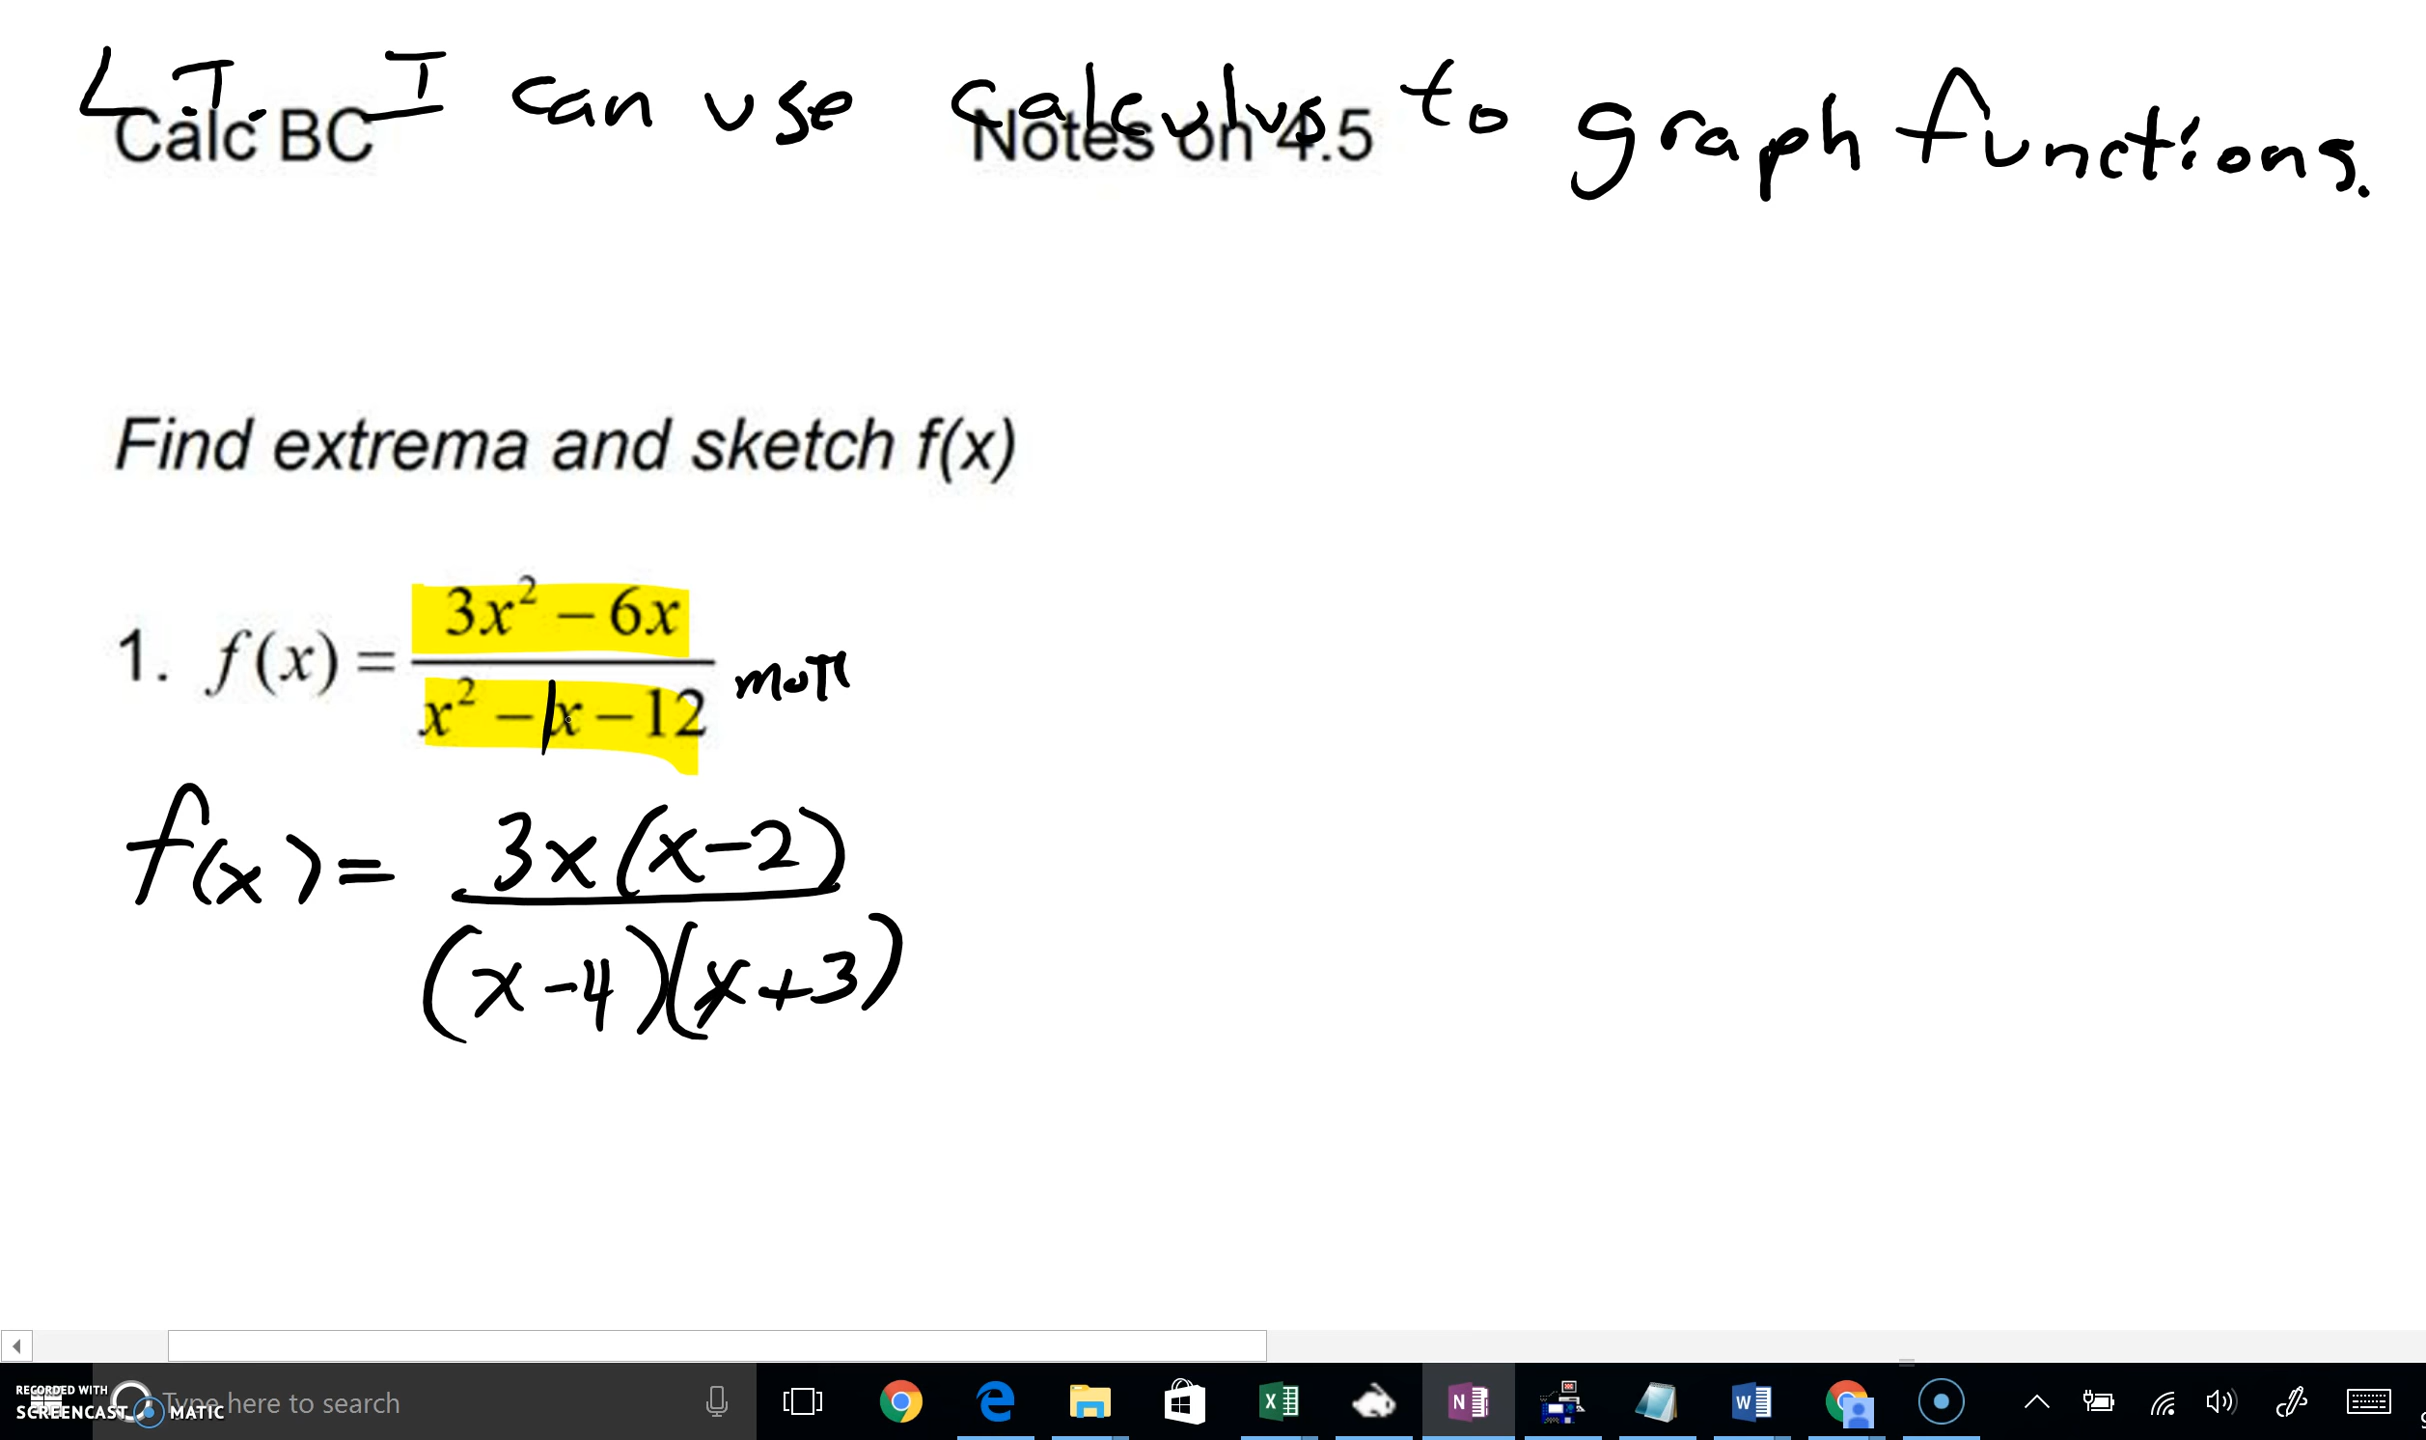 L.T. I can use calculus to graph functions.
Calc BC Notes on 4.5
Find extrema and sketch f(x)
1. f(x) = (3x² − 6x)/(x² − 1x − 12)
f(x) = 3x(x−2)/((x−4)(x+3))
RECORDED WITH
SCREENCAST MATIC
Type here to search